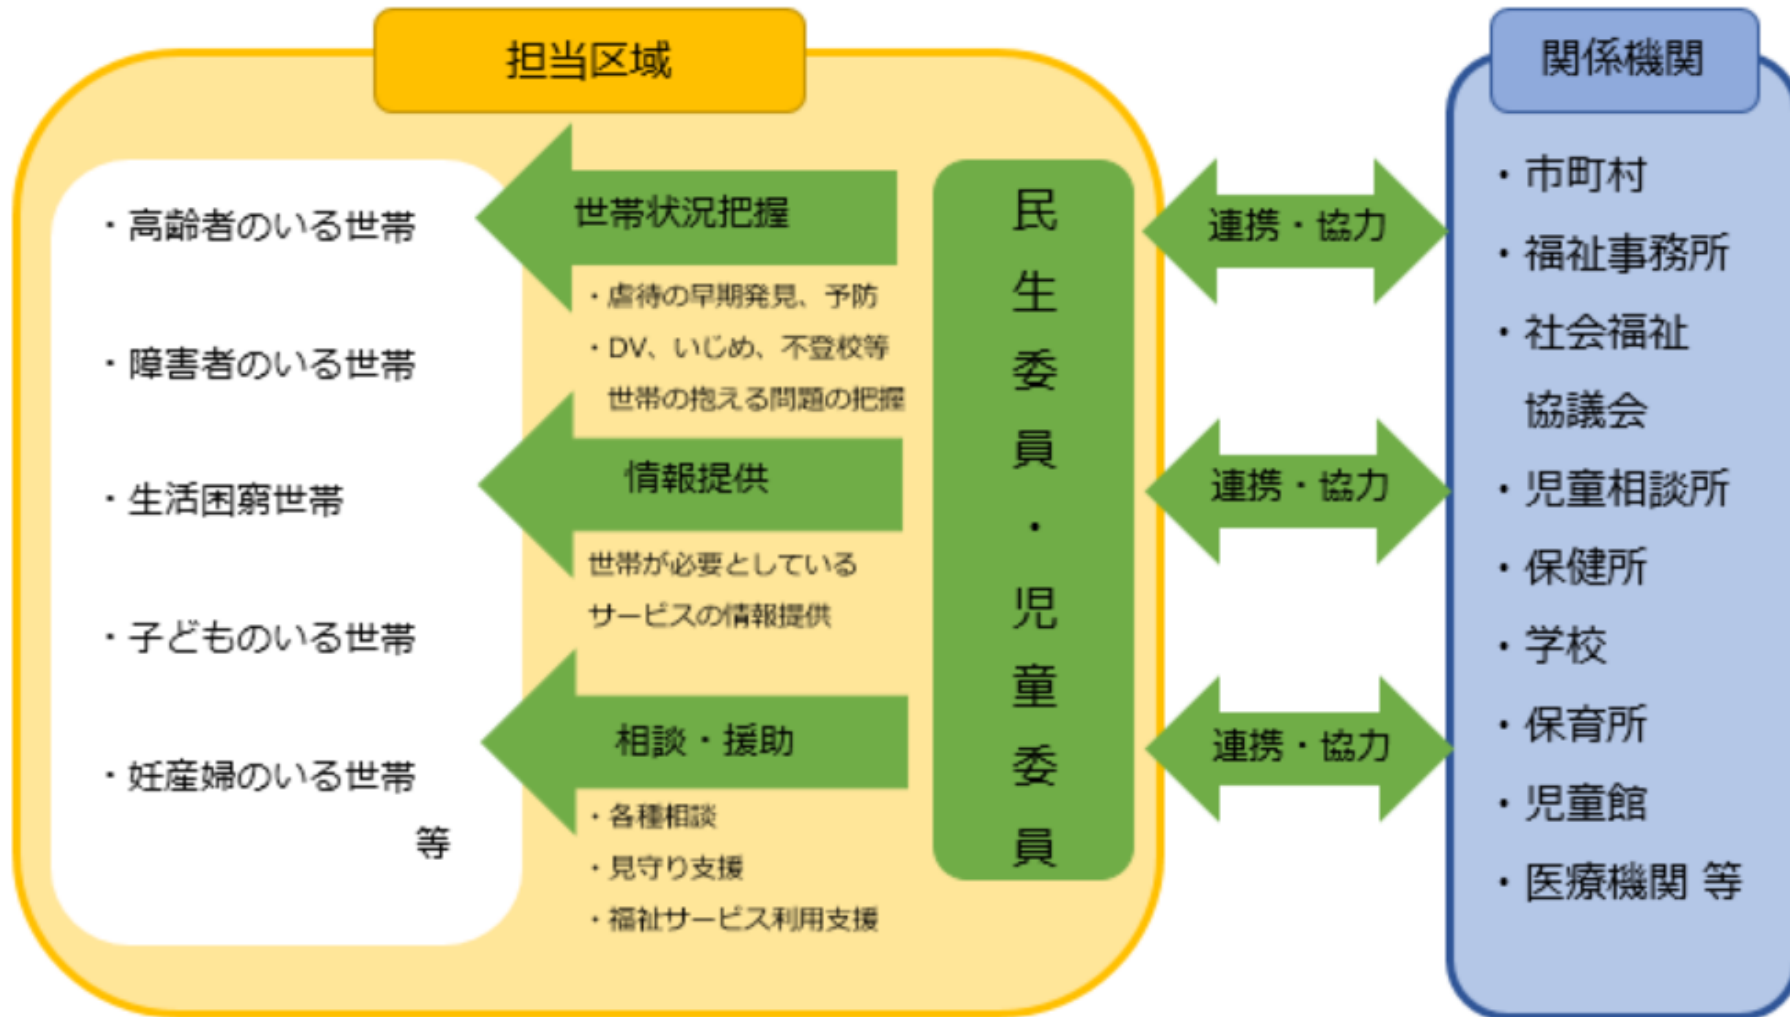 担当区域
・高齢者のいる世帯
・障害者のいる世帯
・生活困窮世帯
・子どものいる世帯
・妊産婦のいる世帯
等
世帯状況把握
・虐待の早期発見、予防
・DV、いじめ、不登校等
世帯の抱える問題の把握
情報提供
世帯が必要としている
サービスの情報提供
相談・援助
・各種相談
・見守り支援
・福祉サービス利用支援
民生委員・児童委員
連携・協力
連携・協力
連携・協力
関係機関
・市町村
・福祉事務所
・社会福祉
協議会
・児童相談所
・保健所
・学校
・保育所
・児童館
・医療機関 等